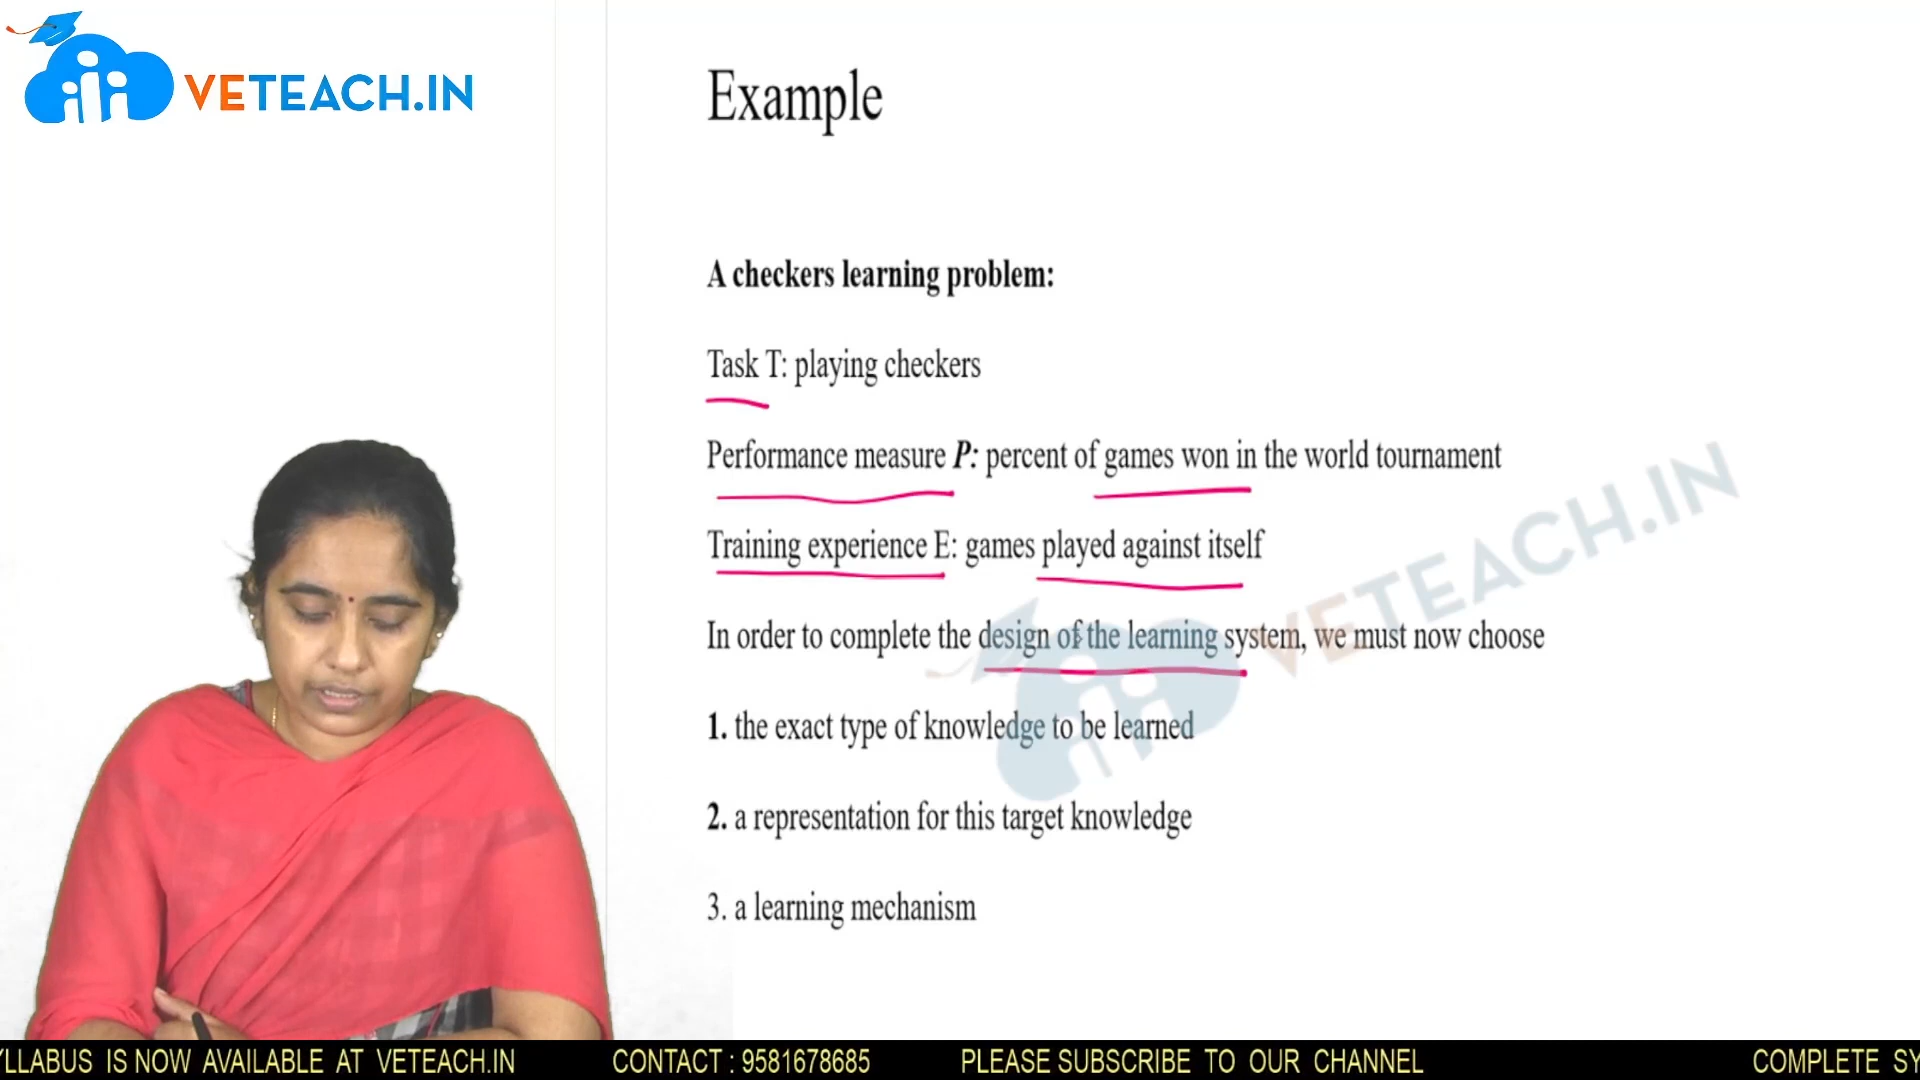 VETEACH.IN
Example
A checkers learning problem:
Task T: playing checkers
Performance measure P: percent of games won in the world tournament
Training experience E: games played against itself
In order to complete the design of the learning system, we must now choose
1. the exact type of knowledge to be learned
2. a representation for this target knowledge
3. a learning mechanism
VETEACH.IN
YLLABUS IS NOW AVAILABLE AT VETEACH.IN CONTACT : 9581678685 PLEASE SUBSCRIBE TO OUR CHANNEL COMPLETE SY